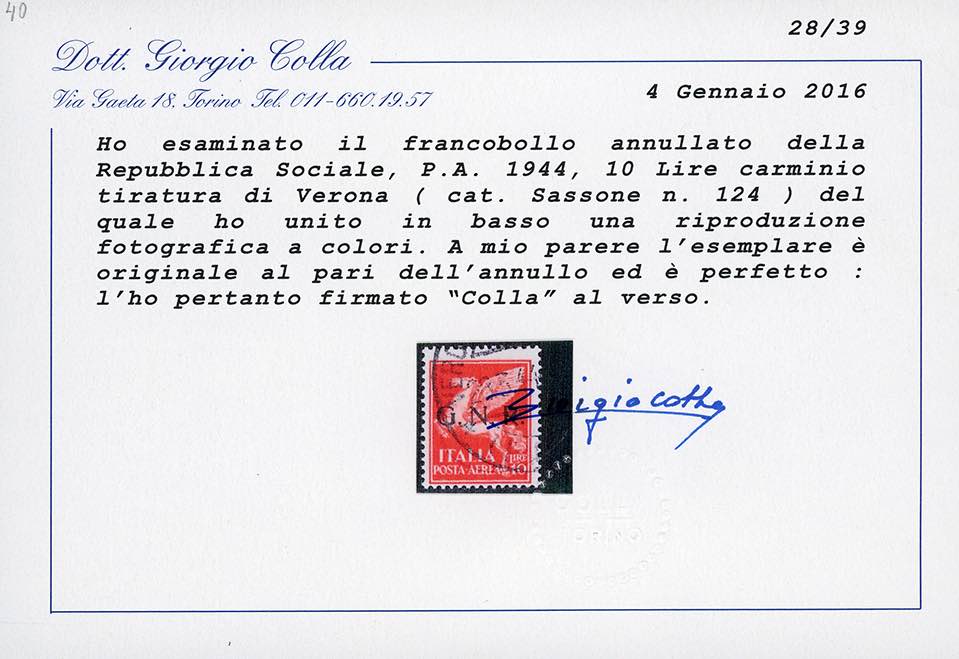 40
28/39
Dott. Giorgio Colla
Via Gaeta 18. Torino Tel. 011-660.19.57
4 Gennaio 2016
Ho esaminato il francobollo annullato della
Repubblica Sociale, P.A. 1944, 10 Lire carminio
tiratura di Verona ( cat. Sassone n. 124 ) del
quale ho unito in basso una riproduzione
fotografica a colori. A mio parere l'esemplare è
originale al pari dell'annullo ed è perfetto :
l'ho pertanto firmato “Colla” al verso.
G.N.R.
Giorgio Colla
ITALIA LIRE
POSTA-AEREA 10
TORINO